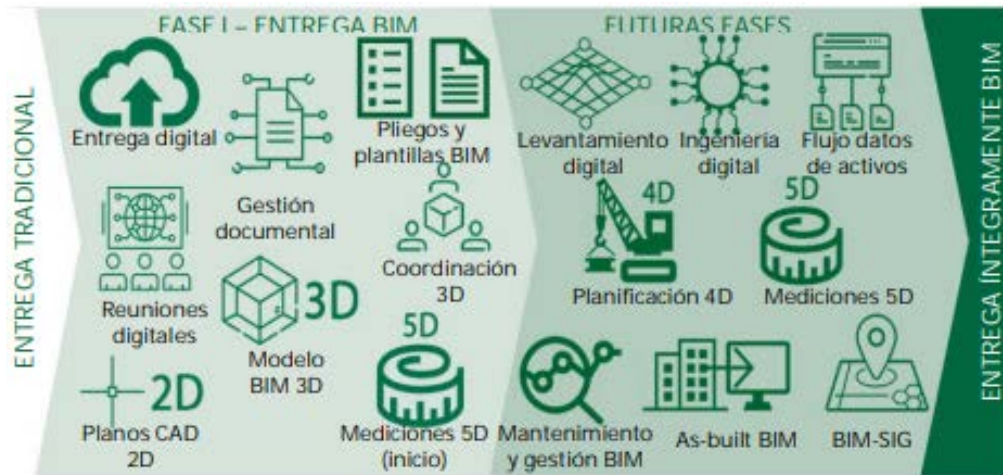 ENTREGA TRADICIONAL
FASE I – ENTREGA BIM
Entrega digital
Gestión
documental
Pliegos y
plantillas BIM
Reuniones
digitales
3D
Modelo
BIM 3D
Coordinación
3D
2D
Planos CAD
2D
5D
Mediciones 5D
(inicio)
FUTURAS FASES
Levantamiento
digital
Ingeniería
digital
Flujo datos
de activos
4D
Planificación 4D
5D
Mediciones 5D
Mantenimiento
y gestión BIM
As-built BIM
BIM-SIG
ENTREGA ÍNTEGRAMENTE BIM